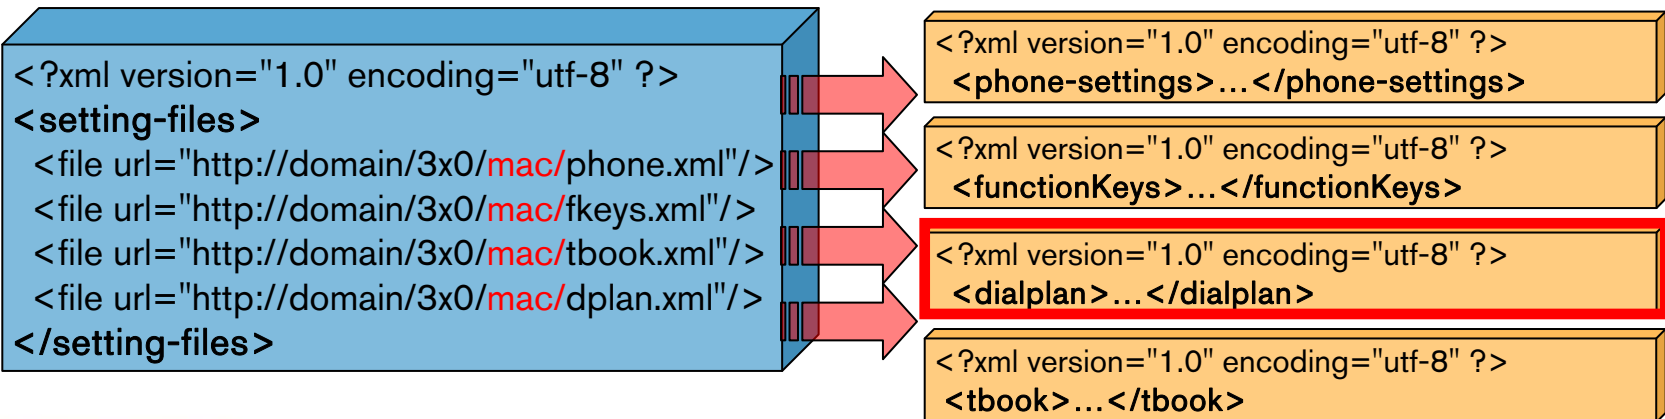 <?xml version="1.0" encoding="utf-8" ?>
<setting-files>
<file url="http://domain/3x0/mac/phone.xml"/>
<file url="http://domain/3x0/mac/fkeys.xml"/>
<file url="http://domain/3x0/mac/tbook.xml"/>
<file url="http://domain/3x0/mac/dplan.xml"/>
</setting-files>
<?xml version="1.0" encoding="utf-8" ?>
<phone-settings>...</phone-settings>
<?xml version="1.0" encoding="utf-8" ?>
<functionKeys>...</functionKeys>
<?xml version="1.0" encoding="utf-8" ?>
<dialplan>...</dialplan>
<?xml version="1.0" encoding="utf-8" ?>
<tbook>...</tbook>